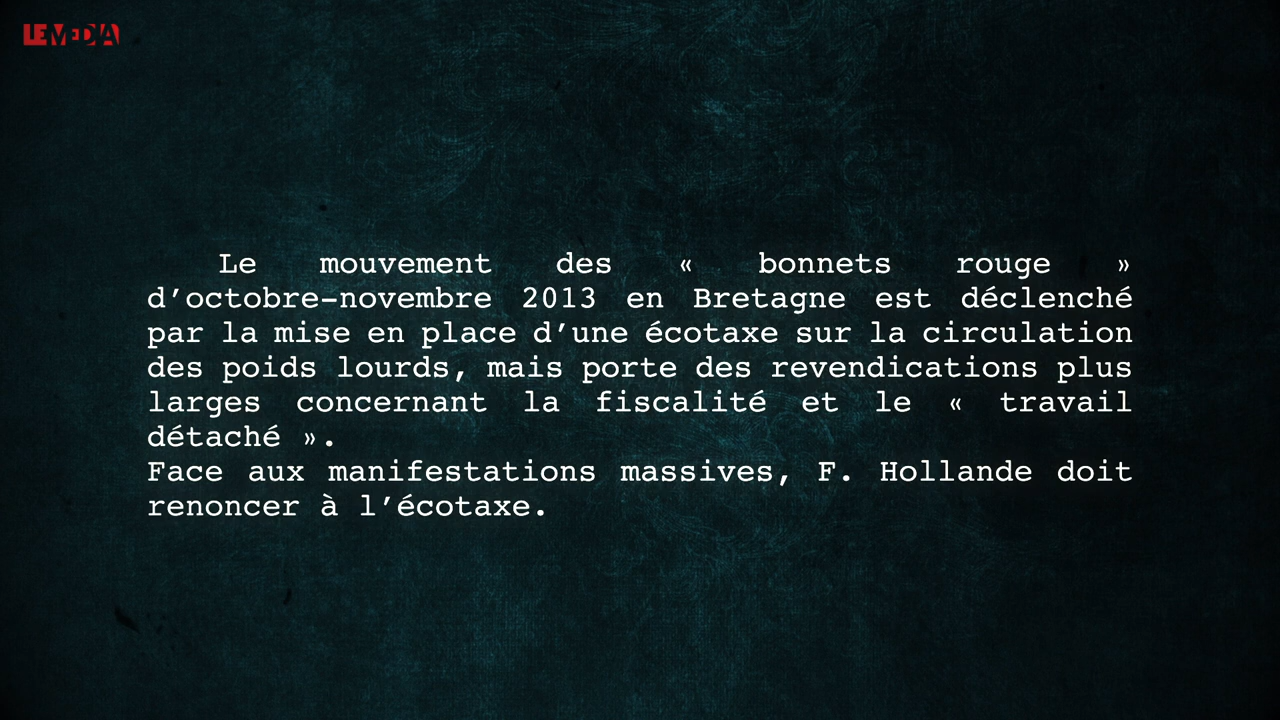 LEMEDIA
Le mouvement des « bonnets rouge »
d’octobre-novembre 2013 en Bretagne est déclenché
par la mise en place d’une écotaxe sur la circulation
des poids lourds, mais porte des revendications plus
larges concernant la fiscalité et le « travail
détaché ».
Face aux manifestations massives, F. Hollande doit
renoncer à l’écotaxe.